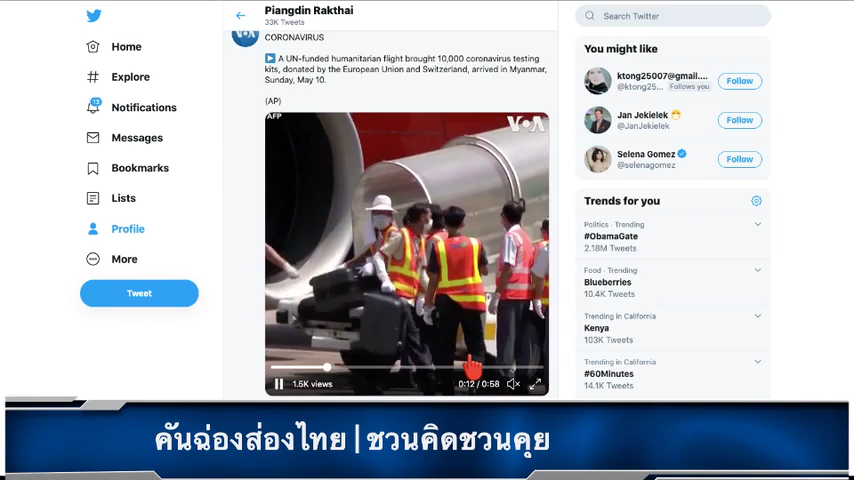 Piangdin Rakthai
33K Tweets
Home
Explore
13
Notifications
Messages
Bookmarks
Lists
Profile
More
Tweet
CORONAVIRUS
A UN-funded humanitarian flight brought 10,000 coronavirus testing
kits, donated by the European Union and Switzerland, arrived in Myanmar,
Sunday, May 10.
(AP)
AFP
VOA
1.5K views
0:12 / 0:58
Search Twitter
You might like
ktong25007@gmail....
@ktong25... Follows you
Follow
Jan Jekielek
@JanJekielek
Follow
Selena Gomez
@selenagomez
Follow
Trends for you
Politics · Trending
#ObamaGate
2.18M Tweets
Food · Trending
Blueberries
10.4K Tweets
Trending in California
Kenya
103K Tweets
Trending in California
#60Minutes
14.1K Tweets
คันฉ่องส่องไทย | ชวนคิดชวนคุย